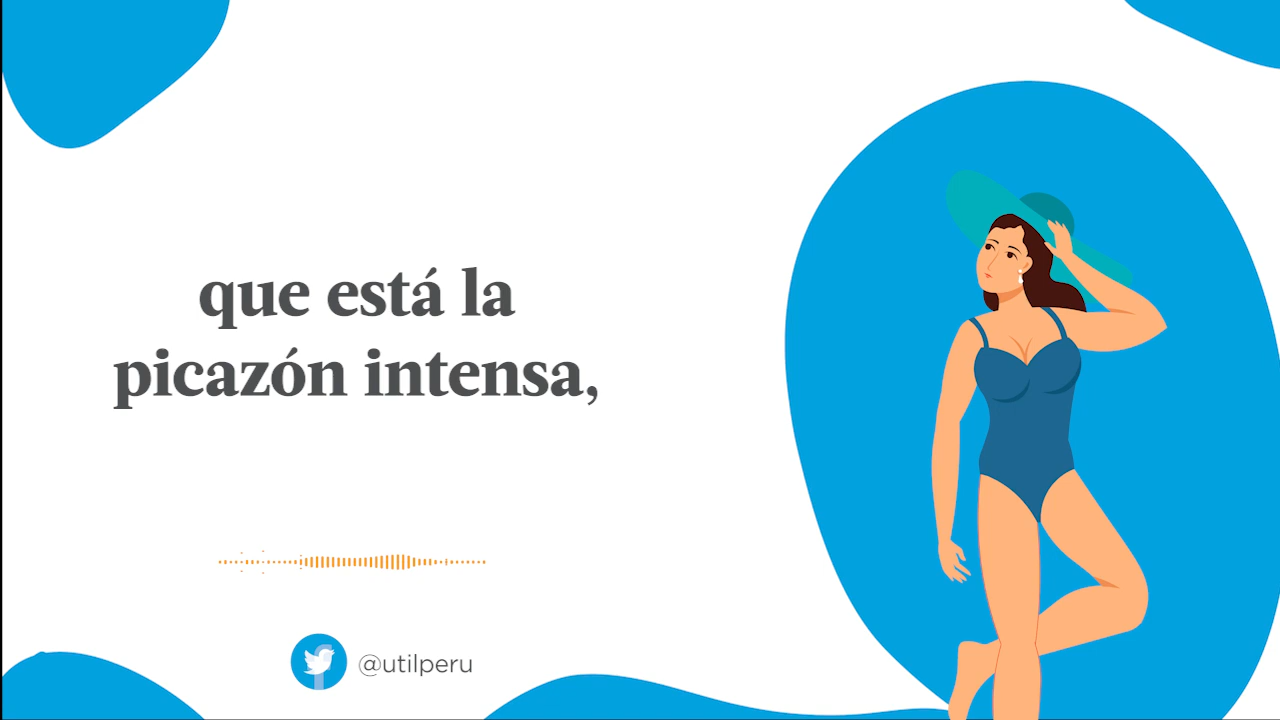 que está la
picazón intensa,
@utilperu